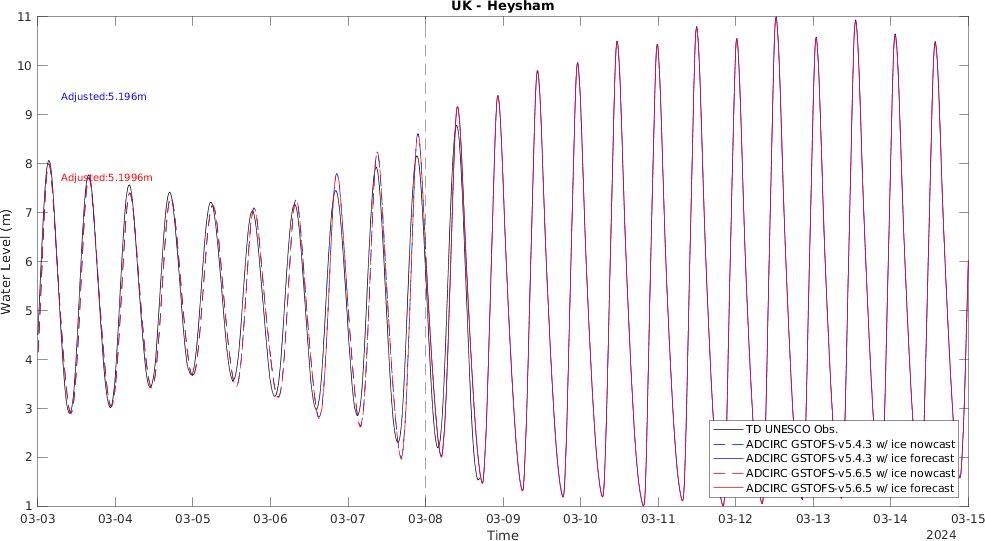 UK - Heysham
11
10
9
8
7
6
5
4
3
2
1
Water Level (m)
Adjusted:5.196m
Adjusted:5.1996m
TD UNESCO Obs.
ADCIRC GSTOFS-v5.4.3 w/ ice nowcast
ADCIRC GSTOFS-v5.4.3 w/ ice forecast
ADCIRC GSTOFS-v5.6.5 w/ ice nowcast
ADCIRC GSTOFS-v5.6.5 w/ ice forecast
03-03 03-04 03-05 03-06 03-07 03-08 03-09 03-10 03-11 03-12 03-13 03-14 03-15
Time
2024